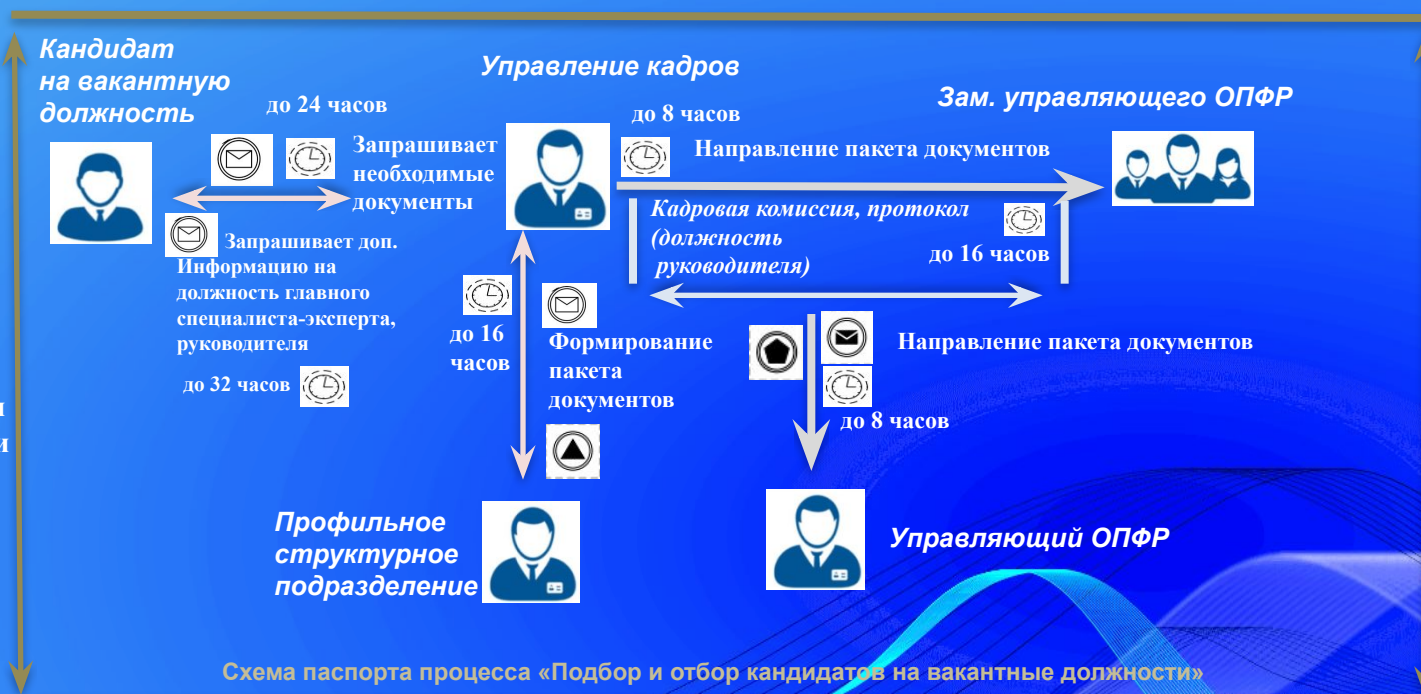 Кандидат
на вакантную
должность
до 24 часов
Запрашивает
необходимые
документы
Запрашивает доп.
Информацию на
должность главного
специалиста-эксперта,
руководителя
до 32 часов
Управление кадров
до 8 часов
Направление пакета документов
Зам. управляющего ОПФР
Кадровая комиссия, протокол
(должность
руководителя)
до 16 часов
до 16
часов
Формирование
пакета
документов
Направление пакета документов
до 8 часов
и
Профильное
структурное
подразделение
Управляющий ОПФР
Схема паспорта процесса «Подбор и отбор кандидатов на вакантные должности»